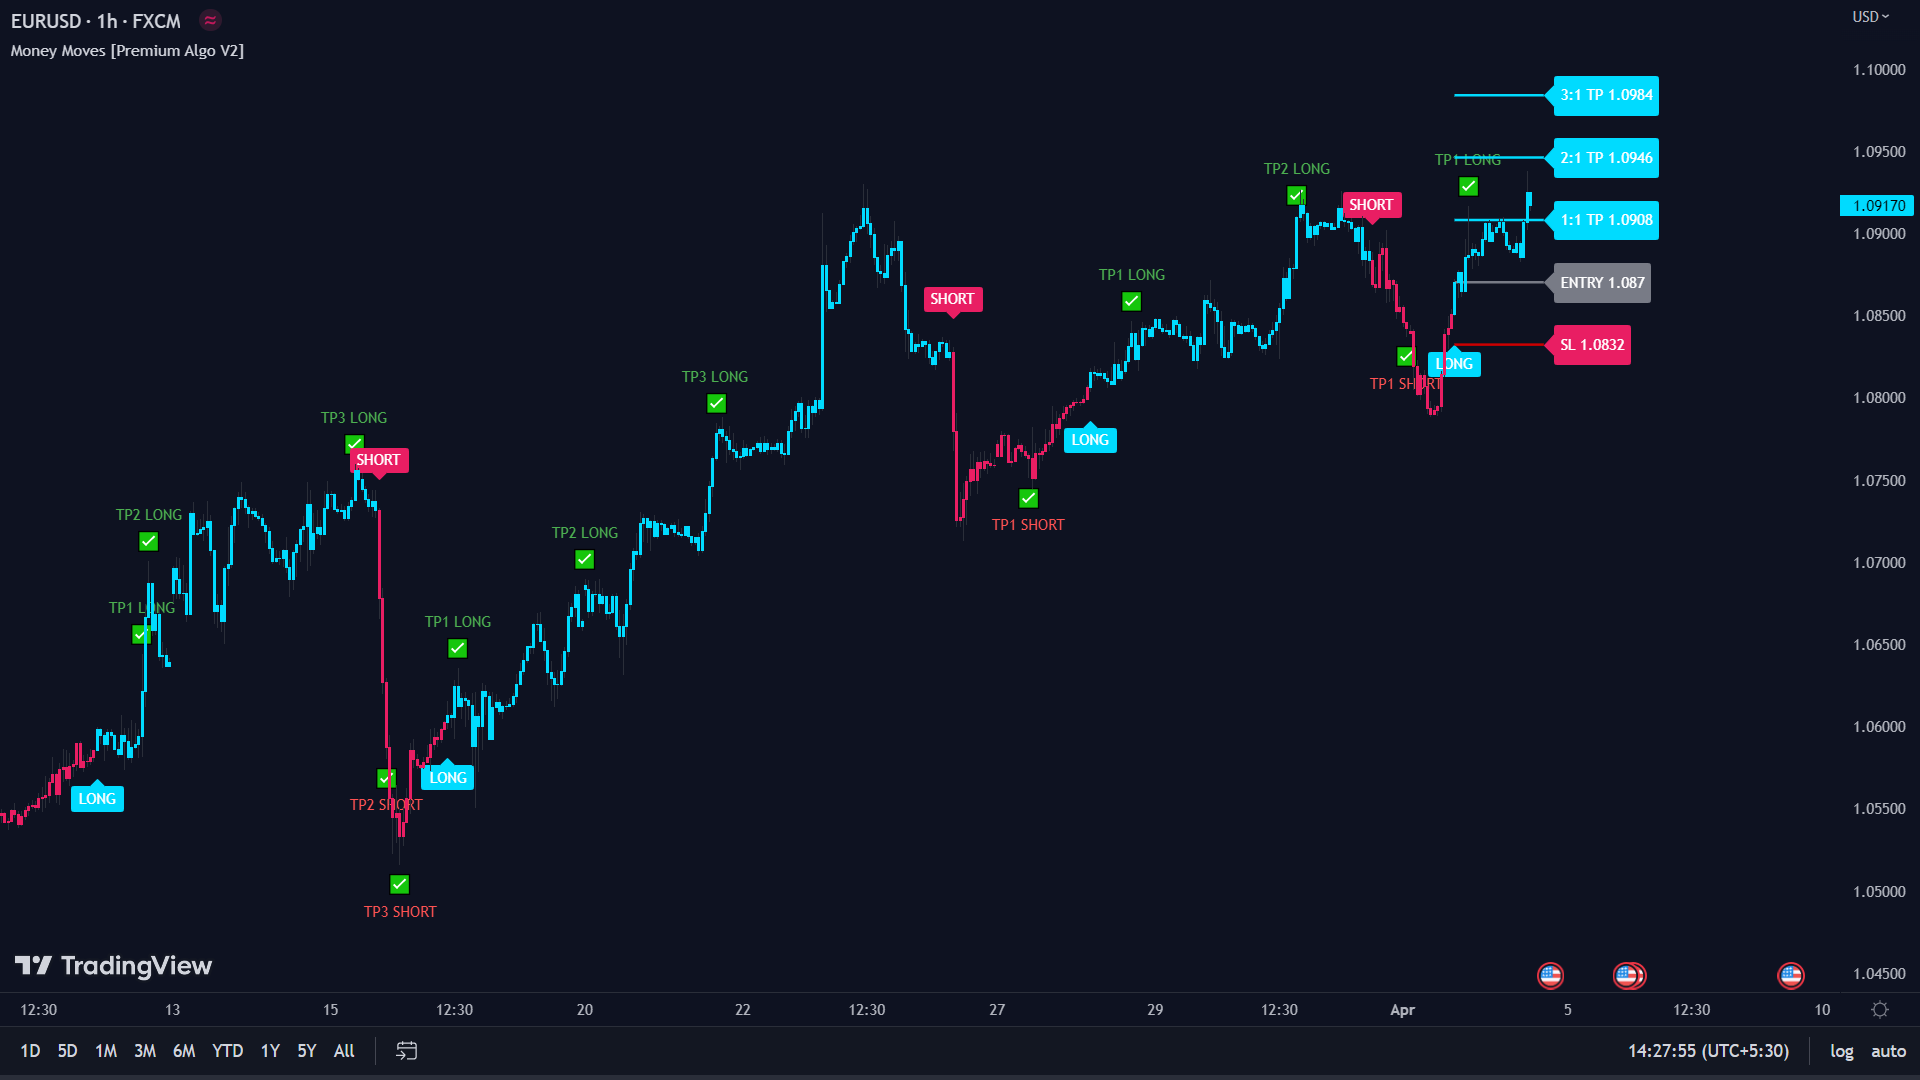 EURUSD · 1h · FXCM
Money Moves [Premium Algo V2]
USD
1.10000
3:1 TP 1.0984
1.09500
TP1 LONG
2:1 TP 1.0946
TP2 LONG
SHORT
1.09170
1:1 TP 1.0908
1.09000
TP1 LONG
ENTRY 1.087
SHORT
1.08500
SL 1.0832
LONG
TP3 LONG
TP1 SHORT
1.08000
TP3 LONG
LONG
SHORT
1.07500
TP2 LONG
TP1 SHORT
TP2 LONG
1.07000
TP1 LONG
TP1 LONG
1.06500
1.06000
LONG
LONG
TP2 SHORT
1.05500
1.05000
TP3 SHORT
TradingView
1.04500
12:30 13 15 12:30 20 22 12:30 27 29 12:30 Apr 5 12:30 10
1D 5D 1M 3M 6M YTD 1Y 5Y All 14:27:55 (UTC+5:30) log auto